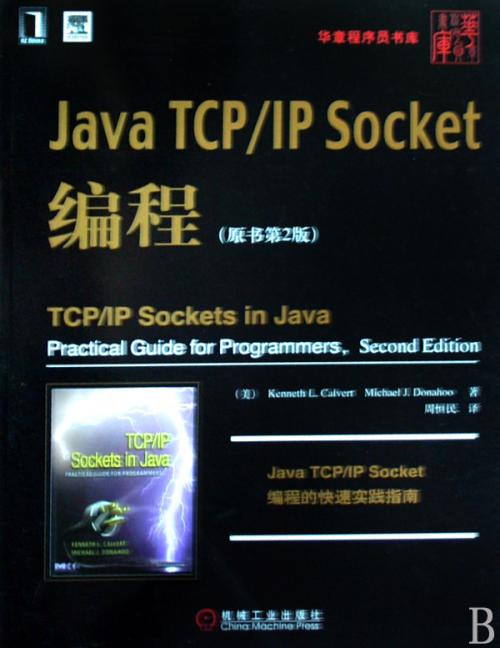 华章程序员书库
Java TCP/IP Socket
编程
（原书第2版）
TCP/IP Sockets in Java
Practical Guide for Programmers, Second Edition
（美） Kenneth L. Calvert Michael J. Donahoo 著
周恒民 译
TCP/IP
Sockets in Java
PRACTICAL GUIDE FOR PROGRAMMERS
KENNETH L. CALVERT
MICHAEL J. DONAHOO
Java TCP/IP Socket
编程的快速实践指南
机械工业出版社
China Machine Press
B